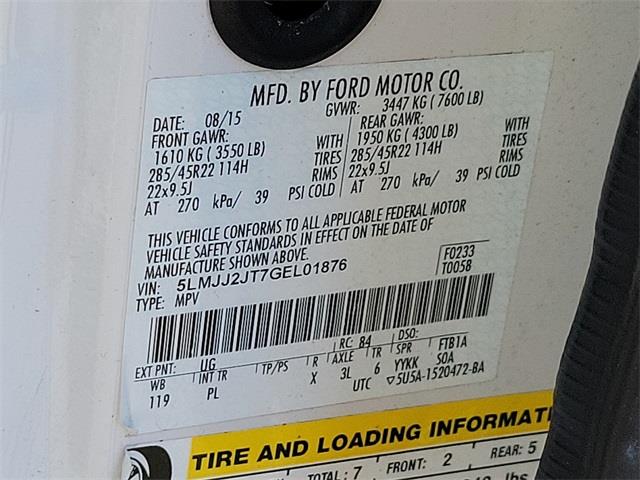 MFD. BY FORD MOTOR CO.
DATE: 08/15 GVWR: 3447 KG ( 7600 LB)
FRONT GAWR: REAR GAWR:
1610 KG ( 3550 LB) WITH 1950 KG ( 4300 LB) WITH
285/45R22 114H TIRES 285/45R22 114H TIRES
22x9.5J RIMS 22x9.5J RIMS
AT 270 kPa/ 39 PSI COLD AT 270 kPa/ 39 PSI COLD
THIS VEHICLE CONFORMS TO ALL APPLICABLE FEDERAL MOTOR
VEHICLE SAFETY STANDARDS IN EFFECT ON THE DATE OF
MANUFACTURE SHOWN ABOVE.
VIN: 5LMJJ2JT7GEL01876 F0233
TYPE: MPV T0058
EXT PNT: UG RC: 84 DSO:
WB INT TR TP/PS R AXLE TR SPR FTB1A
119 PL X 3L 6 YYKK SOA
UTC ▽5U5A-1520472-BA
TIRE AND LOADING INFORMAT
TOTAL: 7 FRONT: 2 REAR: 5
lbs